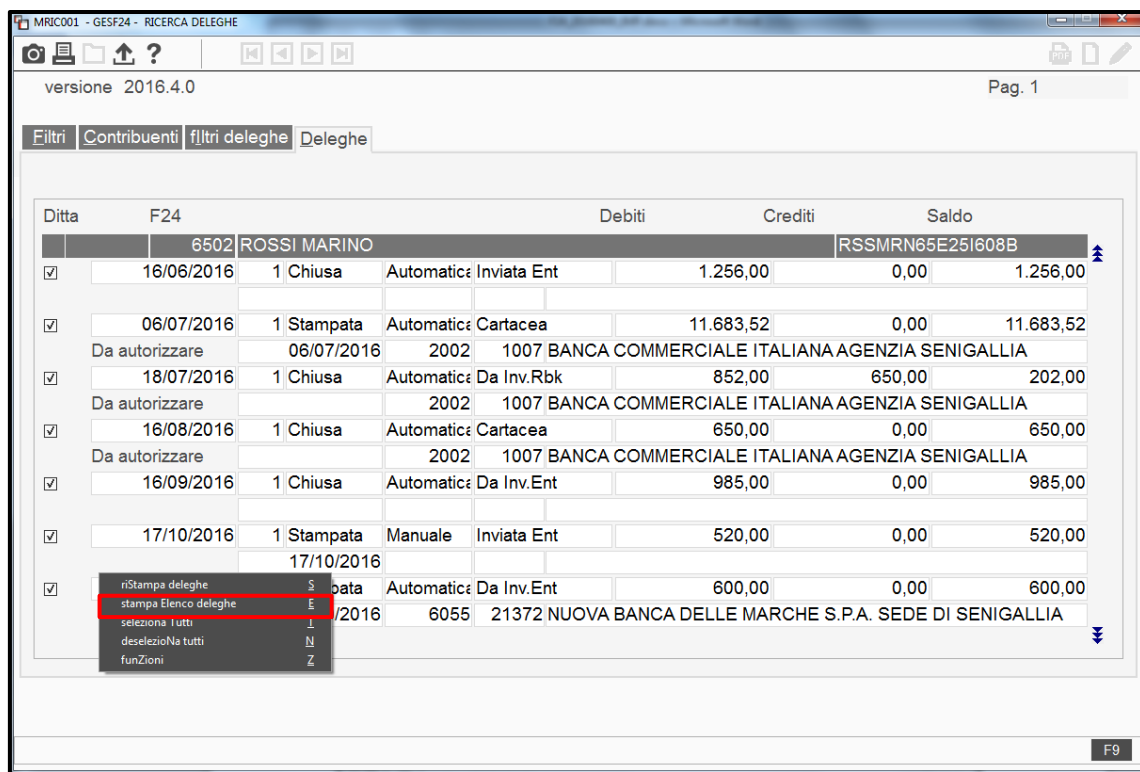 MRIC001 - GESF24 - RICERCA DELEGHE
versione 2016.4.0 Pag. 1
Filtri Contribuenti fIltri deleghe Deleghe
Ditta F24 Debiti Crediti Saldo
6502 ROSSI MARINO RSSMRN65E25I608B
16/06/2016 1 Chiusa Automatica Inviata Ent 1.256,00 0,00 1.256,00
06/07/2016 1 Stampata Automatica Cartacea 11.683,52 0,00 11.683,52
Da autorizzare 06/07/2016 2002 1007 BANCA COMMERCIALE ITALIANA AGENZIA SENIGALLIA
18/07/2016 1 Chiusa Automatica Da Inv.Rbk 852,00 650,00 202,00
Da autorizzare 2002 1007 BANCA COMMERCIALE ITALIANA AGENZIA SENIGALLIA
16/08/2016 1 Chiusa Automatica Cartacea 650,00 0,00 650,00
Da autorizzare 2002 1007 BANCA COMMERCIALE ITALIANA AGENZIA SENIGALLIA
16/09/2016 1 Chiusa Automatica Da Inv.Ent 985,00 0,00 985,00
17/10/2016 1 Stampata Manuale Inviata Ent 520,00 0,00 520,00
17/10/2016
pata Automatica Da Inv.Ent 600,00 0,00 600,00
/2016 6055 21372 NUOVA BANCA DELLE MARCHE S.P.A. SEDE DI SENIGALLIA
riStampa deleghe S
stampa Elenco deleghe E
seleziona Tutti T
deselezioNa tutti N
funZioni Z
PDF
F9